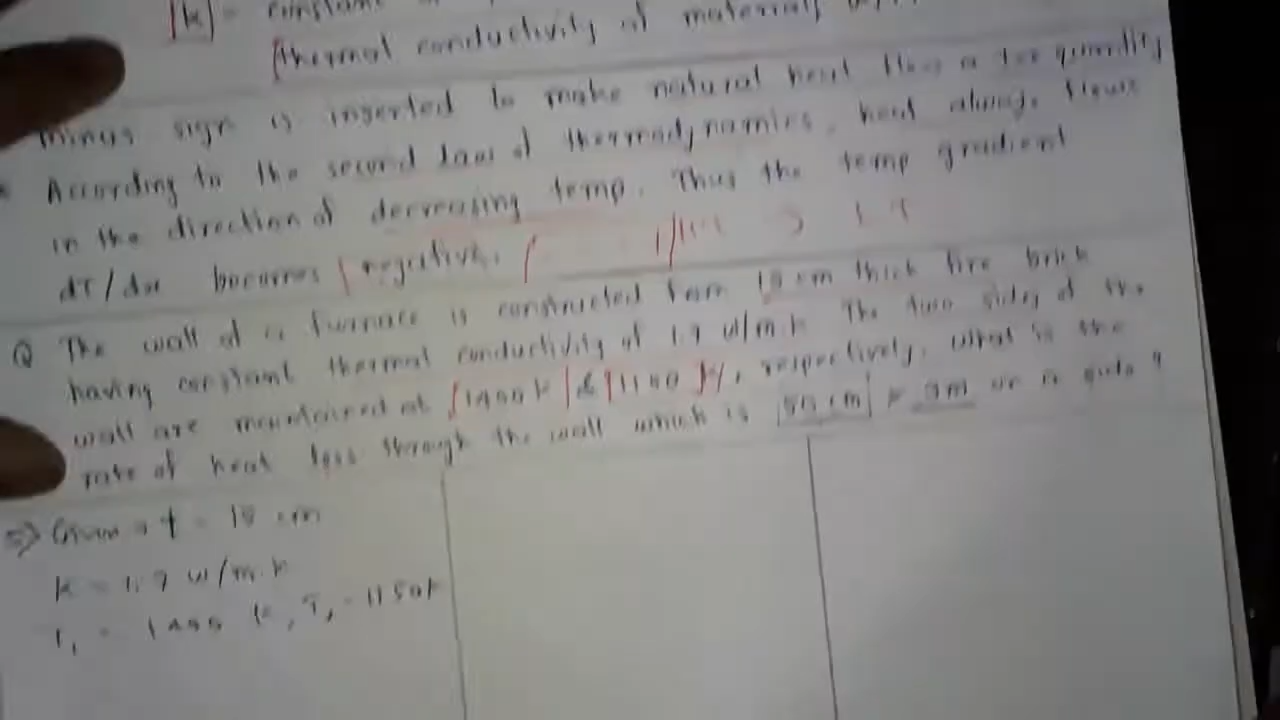 |k| = constant
thermal conductivity of material
minus sign is inserted to make natural heat flow a +ve quantity
According to the second law of thermodynamics, heat always flows
in the direction of decreasing temp. Thus the temp gradient
dT/dx becomes negative.
Q The wall of a furnace is constructed from 15 cm thick fire brick
having constant thermal conductivity of 1.7 W/m.k The two sides of the
wall are maintained at 1400 k & 1150 k, respectively. What is the
rate of heat loss through the wall which is 50 cm × 3m on a side ?
Given → t = 15 cm
k = 1.7 w/m.k
T₁ = 1400 k, T₂ = 1150k